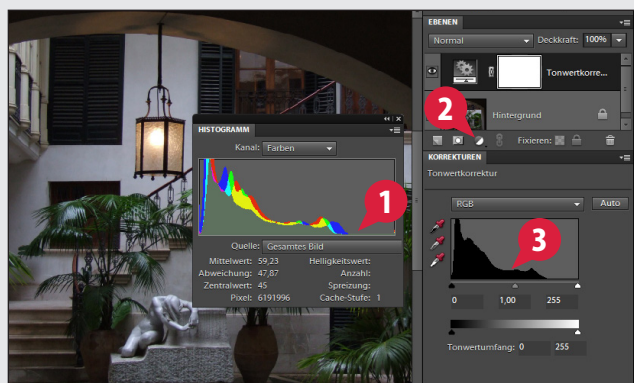 EBENEN
Normal Deckkraft: 100%
Tonwertkorre...
2
Hintergrund
Fixieren:
HISTOGRAMM
Kanal: Farben
1
Quelle: Gesamtes Bild
Mittelwert: 59,23 Helligkeitswert:
Abweichung: 47,87 Anzahl:
Zentralwert: 45 Spreizung:
Pixel: 6191996 Cache-Stufe: 1
KORREKTUREN
Tonwertkorrektur
RGB Auto
3
0 1,00 255
Tonwertumfang: 0 255